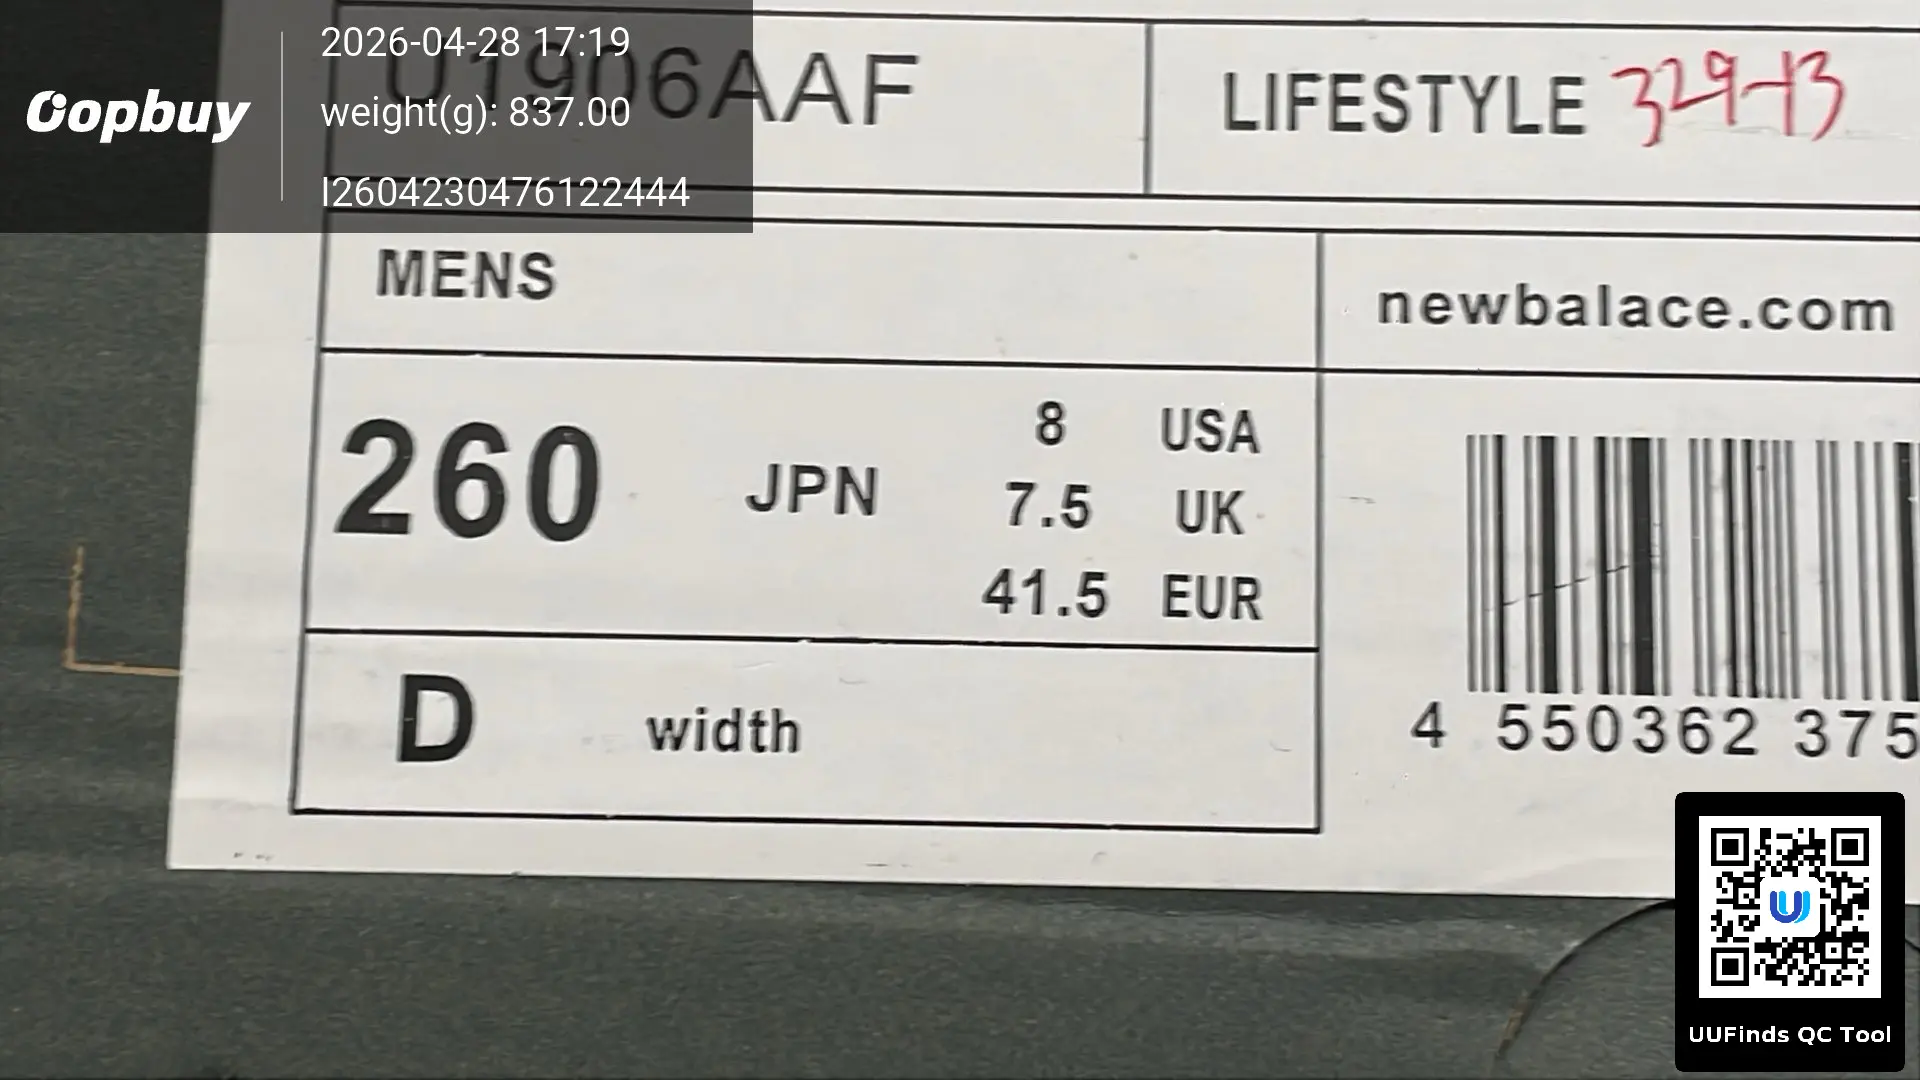 Oopbuy
2026-04-28 17:19
weight(g): 837.00
I2604230476122444
U1906AAF
LIFESTYLE 329-13
MENS
newbalace.com
260 JPN
8 USA
7.5 UK
41.5 EUR
D width
4 550362 375
UUFinds QC Tool